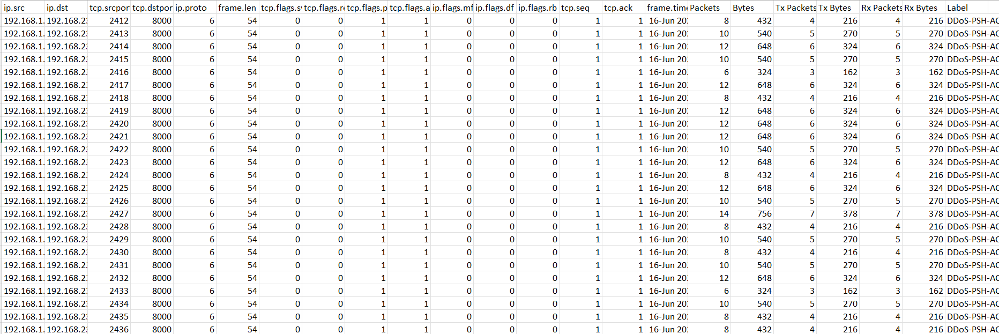 ip.src ip.dst tcp.srcport tcp.dstpor ip.proto frame.len tcp.flags.sy tcp.flags.re tcp.flags.p tcp.flags.a ip.flags.mf ip.flags.df ip.flags.rb tcp.seq tcp.ack frame.time Packets Bytes Tx Packets Tx Bytes Rx Packets Rx Bytes Label
192.168.1. 192.168.23 2412 8000 6 54 0 0 1 1 0 0 0 1 1 16-Jun 20 8 432 4 216 4 216 DDoS-PSH-AC
192.168.1. 192.168.23 2413 8000 6 54 0 0 1 1 0 0 0 1 1 16-Jun 20 10 540 5 270 5 270 DDoS-PSH-AC
192.168.1. 192.168.23 2414 8000 6 54 0 0 1 1 0 0 0 1 1 16-Jun 20 12 648 6 324 6 324 DDoS-PSH-AC
192.168.1. 192.168.23 2415 8000 6 54 0 0 1 1 0 0 0 1 1 16-Jun 20 10 540 5 270 5 270 DDoS-PSH-AC
192.168.1. 192.168.23 2416 8000 6 54 0 0 1 1 0 0 0 1 1 16-Jun 20 6 324 3 162 3 162 DDoS-PSH-AC
192.168.1. 192.168.23 2417 8000 6 54 0 0 1 1 0 0 0 1 1 16-Jun 20 12 648 6 324 6 324 DDoS-PSH-AC
192.168.1. 192.168.23 2418 8000 6 54 0 0 1 1 0 0 0 1 1 16-Jun 20 8 432 4 216 4 216 DDoS-PSH-AC
192.168.1. 192.168.23 2419 8000 6 54 0 0 1 1 0 0 0 1 1 16-Jun 20 12 648 6 324 6 324 DDoS-PSH-AC
192.168.1. 192.168.23 2420 8000 6 54 0 0 1 1 0 0 0 1 1 16-Jun 20 12 648 6 324 6 324 DDoS-PSH-AC
192.168.1. 192.168.23 2421 8000 6 54 0 0 1 1 0 0 0 1 1 16-Jun 20 12 648 6 324 6 324 DDoS-PSH-AC
192.168.1. 192.168.23 2422 8000 6 54 0 0 1 1 0 0 0 1 1 16-Jun 20 10 540 5 270 5 270 DDoS-PSH-AC
192.168.1. 192.168.23 2423 8000 6 54 0 0 1 1 0 0 0 1 1 16-Jun 20 12 648 6 324 6 324 DDoS-PSH-AC
192.168.1. 192.168.23 2424 8000 6 54 0 0 1 1 0 0 0 1 1 16-Jun 20 8 432 4 216 4 216 DDoS-PSH-AC
192.168.1. 192.168.23 2425 8000 6 54 0 0 1 1 0 0 0 1 1 16-Jun 20 12 648 6 324 6 324 DDoS-PSH-AC
192.168.1. 192.168.23 2426 8000 6 54 0 0 1 1 0 0 0 1 1 16-Jun 20 10 540 5 270 5 270 DDoS-PSH-AC
192.168.1. 192.168.23 2427 8000 6 54 0 0 1 1 0 0 0 1 1 16-Jun 20 14 756 7 378 7 378 DDoS-PSH-AC
192.168.1. 192.168.23 2428 8000 6 54 0 0 1 1 0 0 0 1 1 16-Jun 20 8 432 4 216 4 216 DDoS-PSH-AC
192.168.1. 192.168.23 2429 8000 6 54 0 0 1 1 0 0 0 1 1 16-Jun 20 10 540 5 270 5 270 DDoS-PSH-AC
192.168.1. 192.168.23 2430 8000 6 54 0 0 1 1 0 0 0 1 1 16-Jun 20 8 432 4 216 4 216 DDoS-PSH-AC
192.168.1. 192.168.23 2431 8000 6 54 0 0 1 1 0 0 0 1 1 16-Jun 20 10 540 5 270 5 270 DDoS-PSH-AC
192.168.1. 192.168.23 2432 8000 6 54 0 0 1 1 0 0 0 1 1 16-Jun 20 12 648 6 324 6 324 DDoS-PSH-AC
192.168.1. 192.168.23 2433 8000 6 54 0 0 1 1 0 0 0 1 1 16-Jun 20 6 324 3 162 3 162 DDoS-PSH-AC
192.168.1. 192.168.23 2434 8000 6 54 0 0 1 1 0 0 0 1 1 16-Jun 20 10 540 5 270 5 270 DDoS-PSH-AC
192.168.1. 192.168.23 2435 8000 6 54 0 0 1 1 0 0 0 1 1 16-Jun 20 8 432 4 216 4 216 DDoS-PSH-AC
192.168.1. 192.168.23 2436 8000 6 54 0 0 1 1 0 0 0 1 1 16-Jun 20 8 432 4 216 4 216 DDoS-PSH-AC